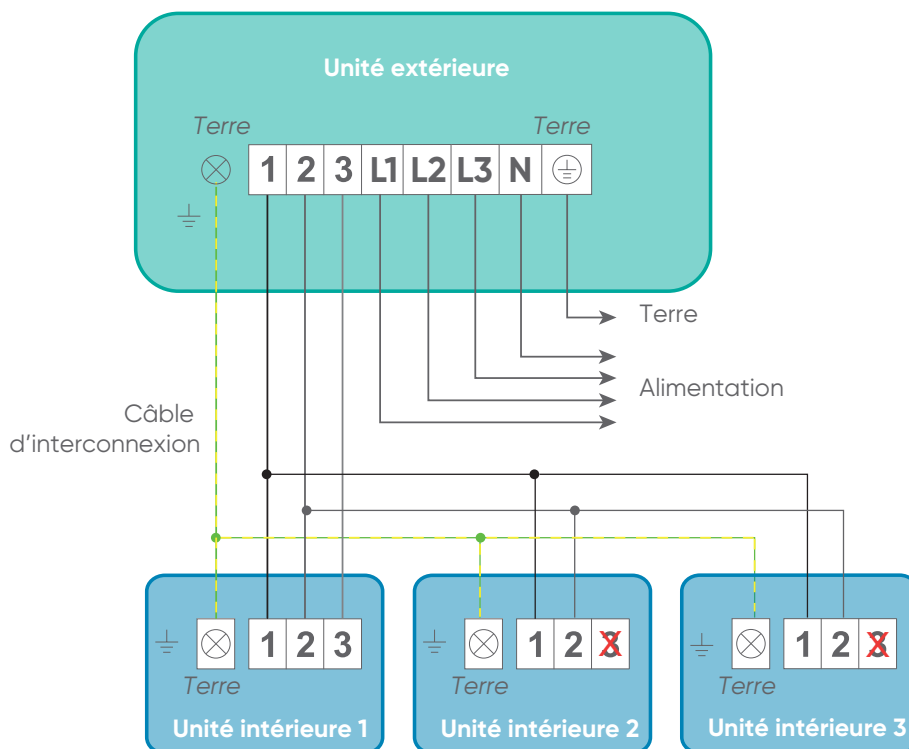 Unité extérieure
Terre Terre
1 2 3 L1 L2 L3 N
Terre
Alimentation
Câble
d'interconnexion
1 2 3 1 2 3 1 2 3
Terre Terre Terre
Unité intérieure 1 Unité intérieure 2 Unité intérieure 3